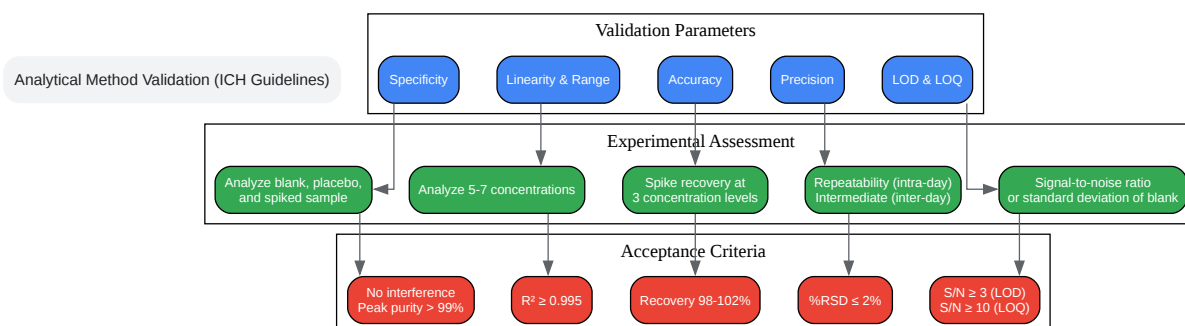 Validation Parameters
Analytical Method Validation (ICH Guidelines)
Specificity
Linearity & Range
Accuracy
Precision
LOD & LOQ
Experimental Assessment
Analyze blank, placebo,
and spiked sample
Analyze 5-7 concentrations
Spike recovery at
3 concentration levels
Repeatability (intra-day)
Intermediate (inter-day)
Signal-to-noise ratio
or standard deviation of blank
Acceptance Criteria
No interference
Peak purity > 99%
R² ≥ 0.995
Recovery 98-102%
%RSD ≤ 2%
S/N ≥ 3 (LOD)
S/N ≥ 10 (LOQ)